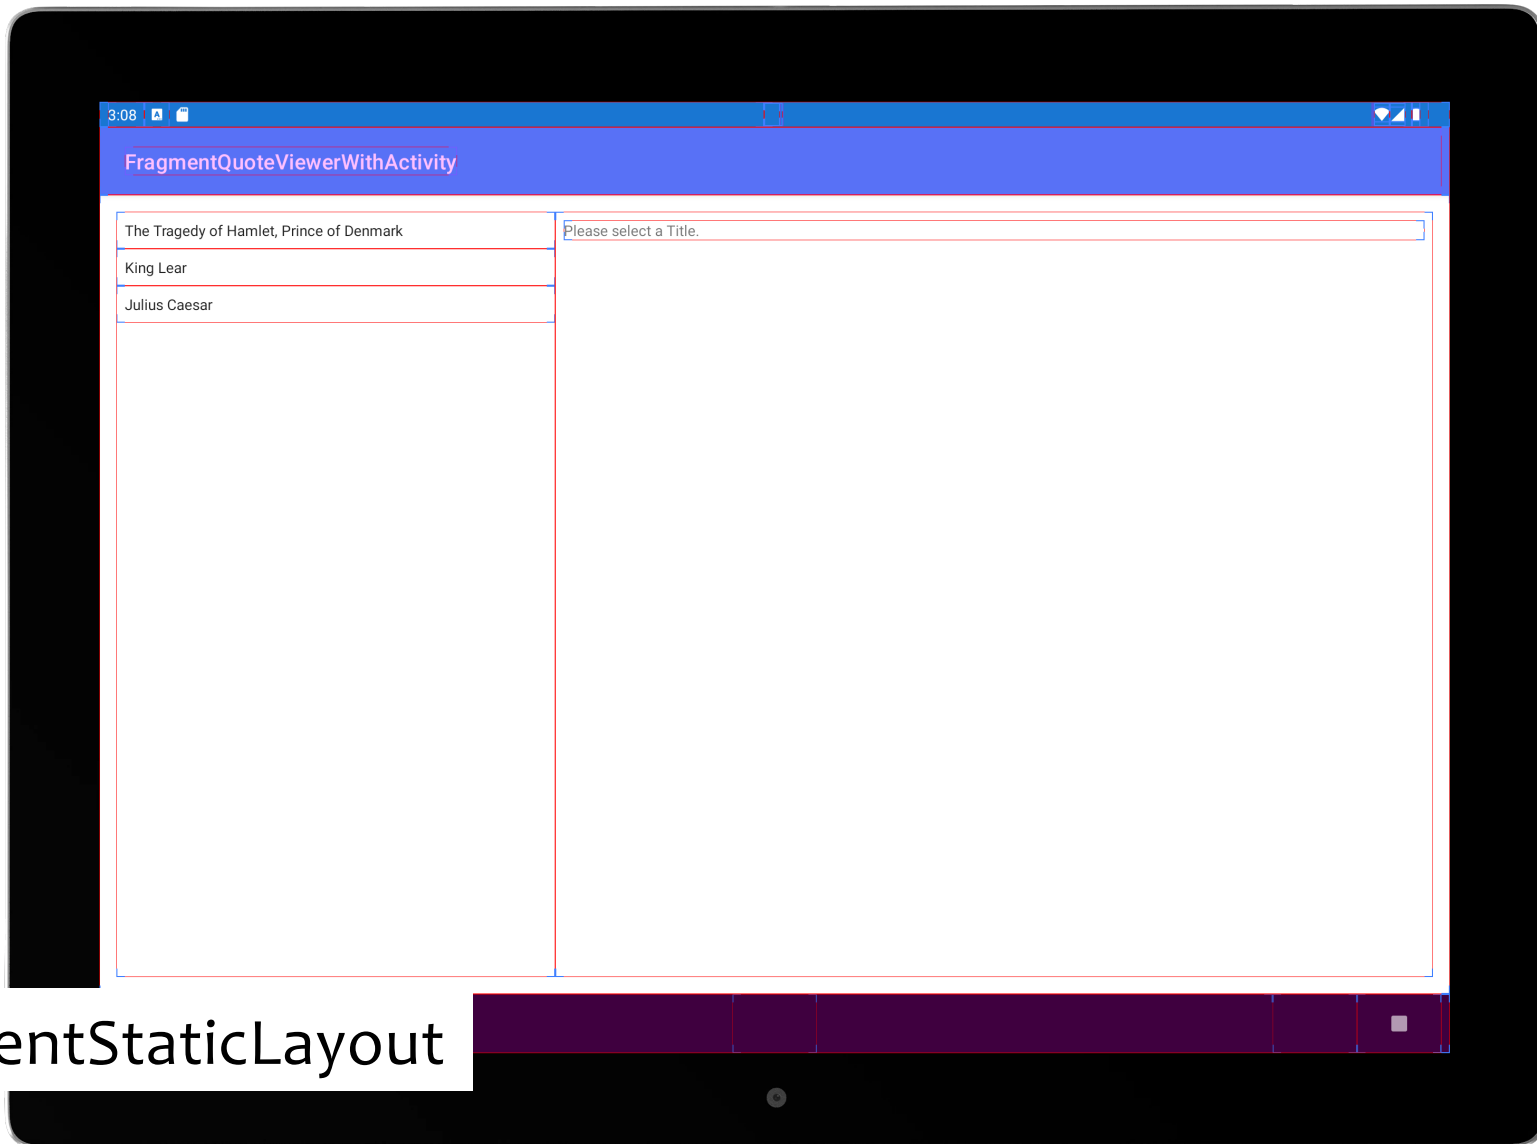 3:08
FragmentQuoteViewerWithActivity
The Tragedy of Hamlet, Prince of Denmark
Please select a Title.
King Lear
Julius Caesar
entStaticLayout